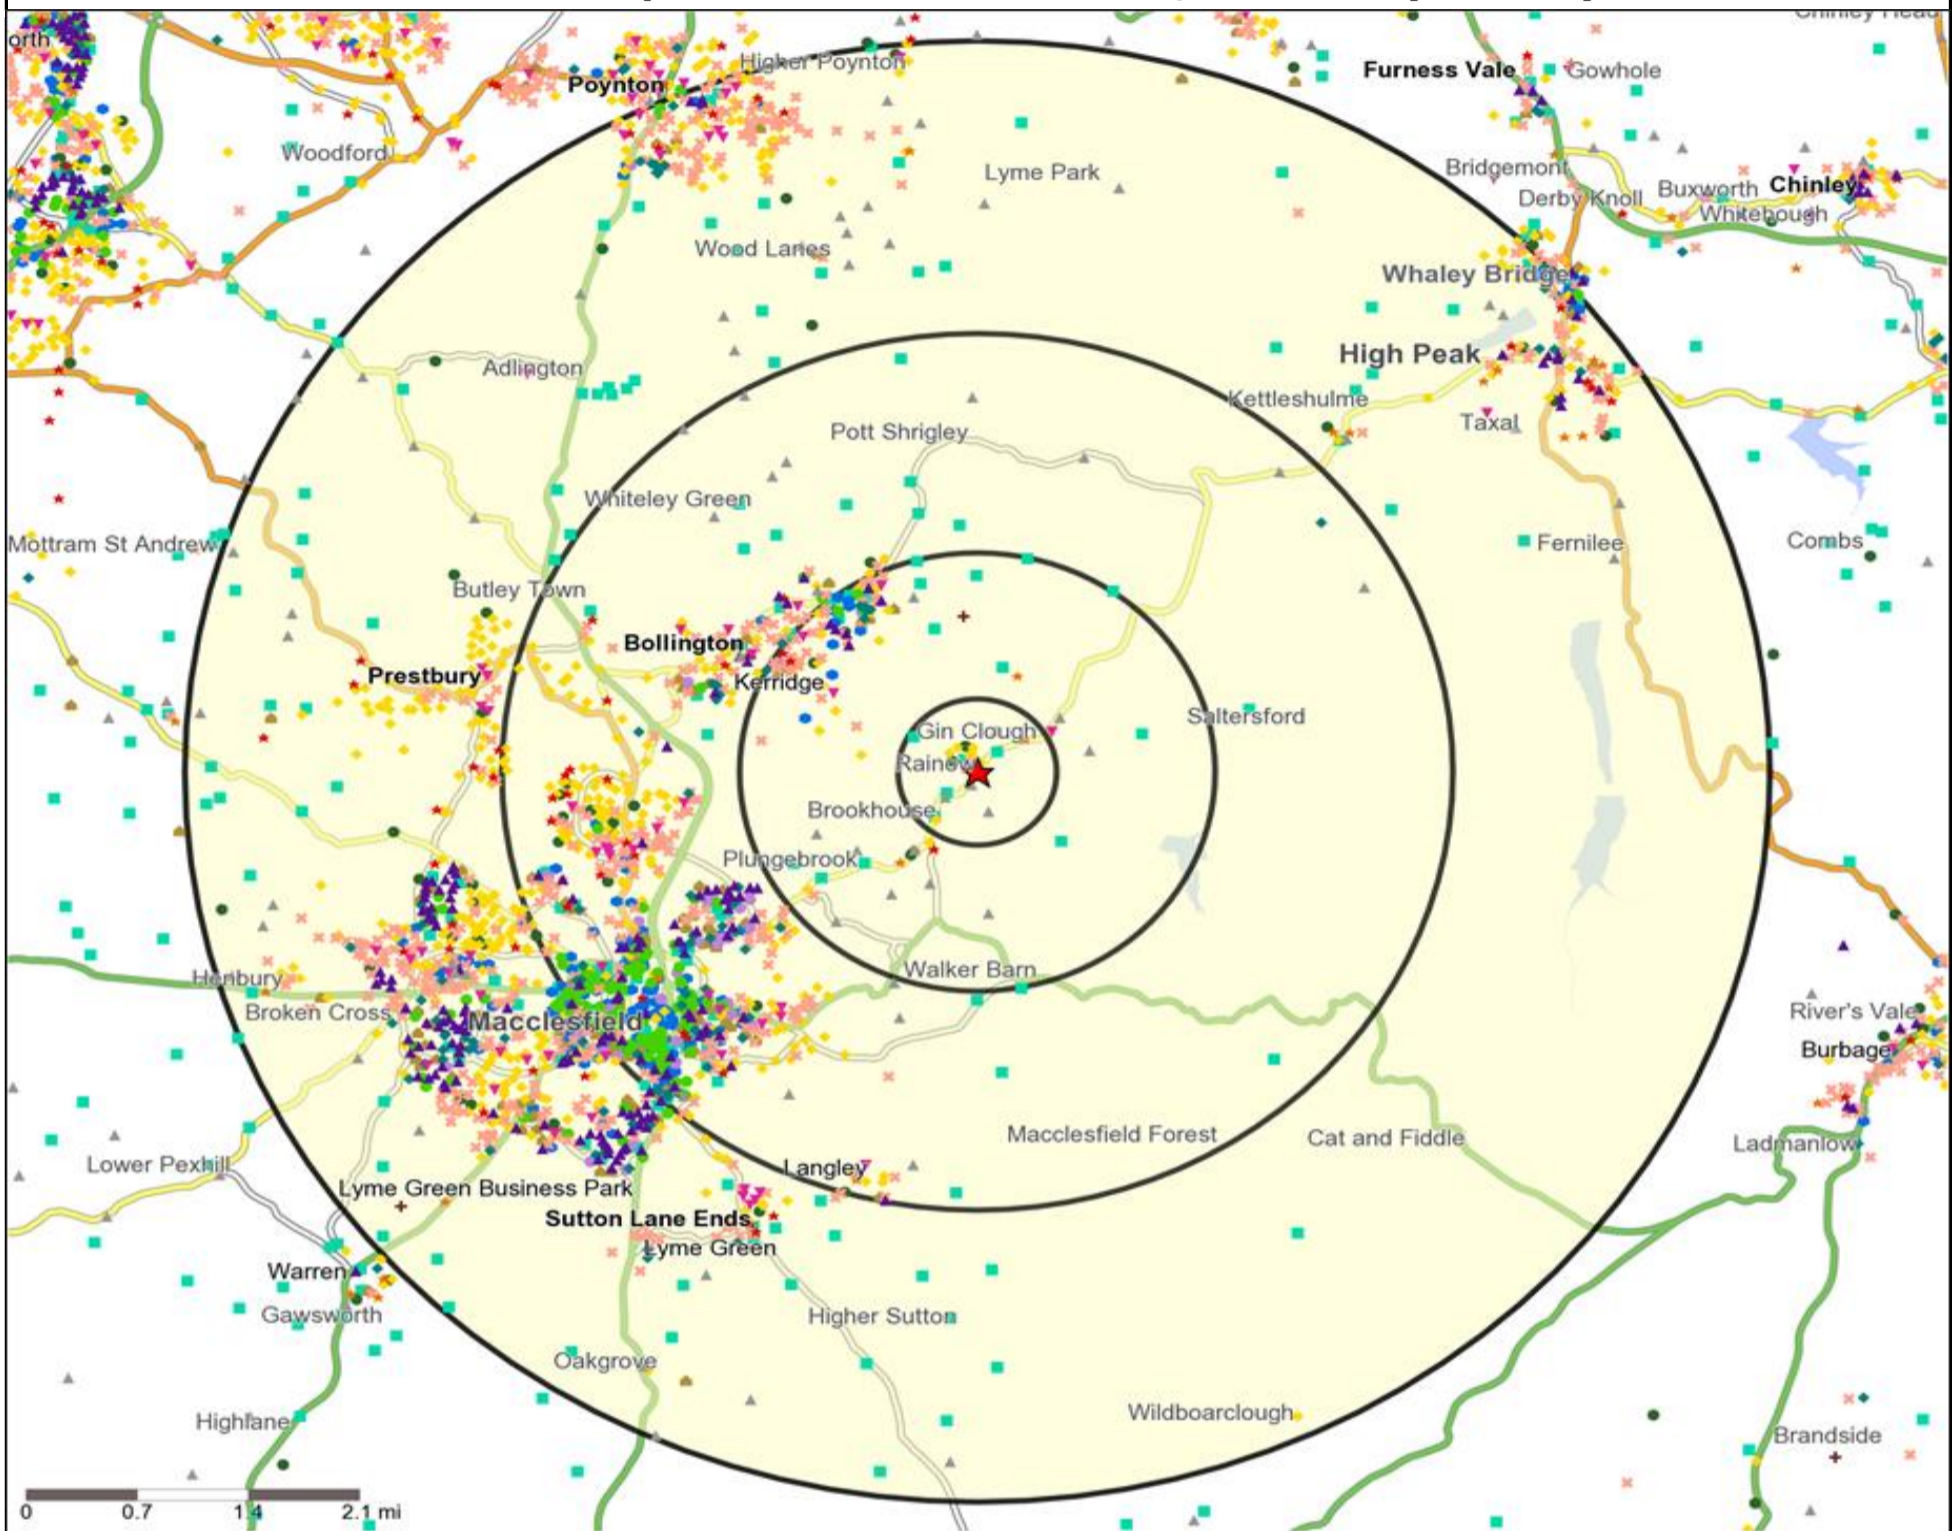 orth
Higher Poynton
Poynton
Furness Vale
Gowhole
Woodford
Lyme Park
Bridgemont
Derby Knoll
Buxworth
Chinley
Whitehough
Wood Lanes
Whaley Bridge
High Peak
Adlington
Kettleshulme
Taxal
Pott Shrigley
Whiteley Green
Mottram St Andrew
Fernilee
Combs
Butley Town
Bollington
Prestbury
Kerridge
Saltersford
Gin Clough
Rainow
Brookhouse
Plungebrook
Walker Barn
Henbury
Broken Cross
Macclesfield
River's Vale
Burbage
Macclesfield Forest
Cat and Fiddle
Ladmanlow
Lower Pexhill
Langley
Lyme Green Business Park
Sutton Lane Ends
Lyme Green
Warren
Gawsworth
Higher Sutton
Oakgrove
Highlane
Wildboarclough
Brandside
0 0.7 1.4 2.1 mi